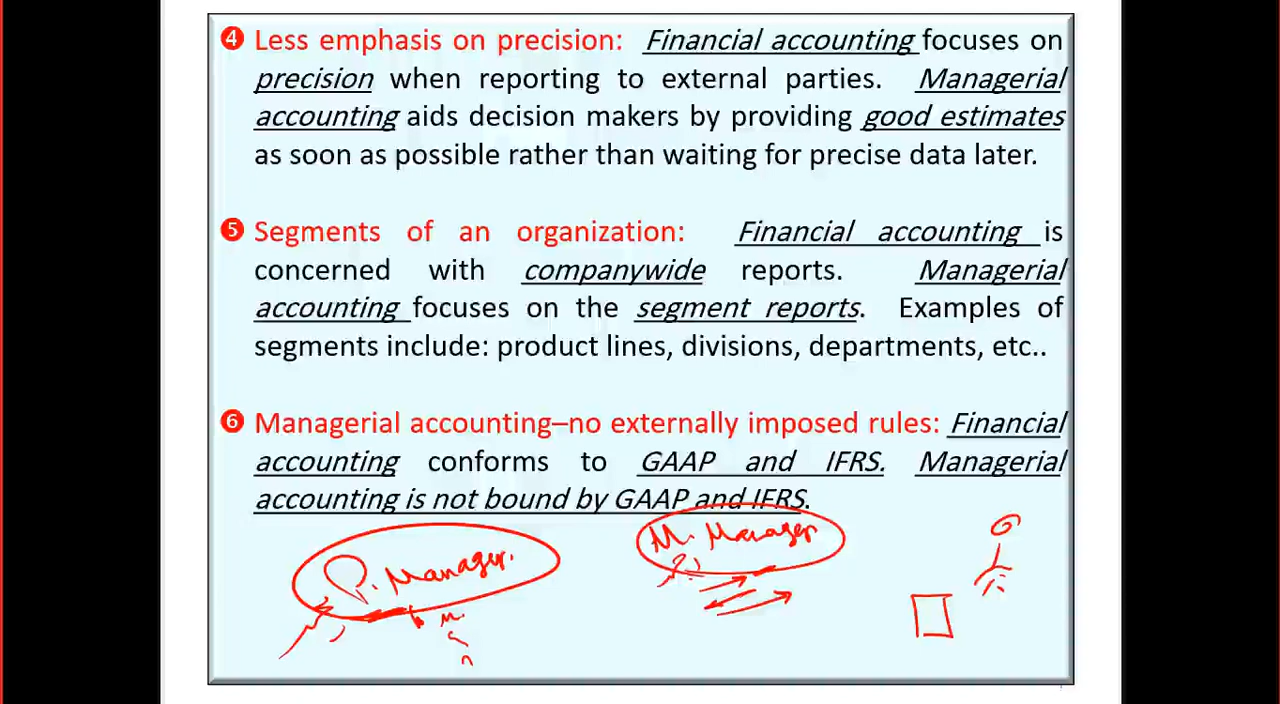 ❹ Less emphasis on precision: Financial accounting focuses on
precision when reporting to external parties. Managerial
accounting aids decision makers by providing good estimates
as soon as possible rather than waiting for precise data later.
❺ Segments of an organization: Financial accounting is
concerned with companywide reports. Managerial
accounting focuses on the segment reports. Examples of
segments include: product lines, divisions, departments, etc..
❻ Managerial accounting–no externally imposed rules: Financial
accounting conforms to GAAP and IFRS. Managerial
accounting is not bound by GAAP and IFRS.
P. Manager.
M. Manager